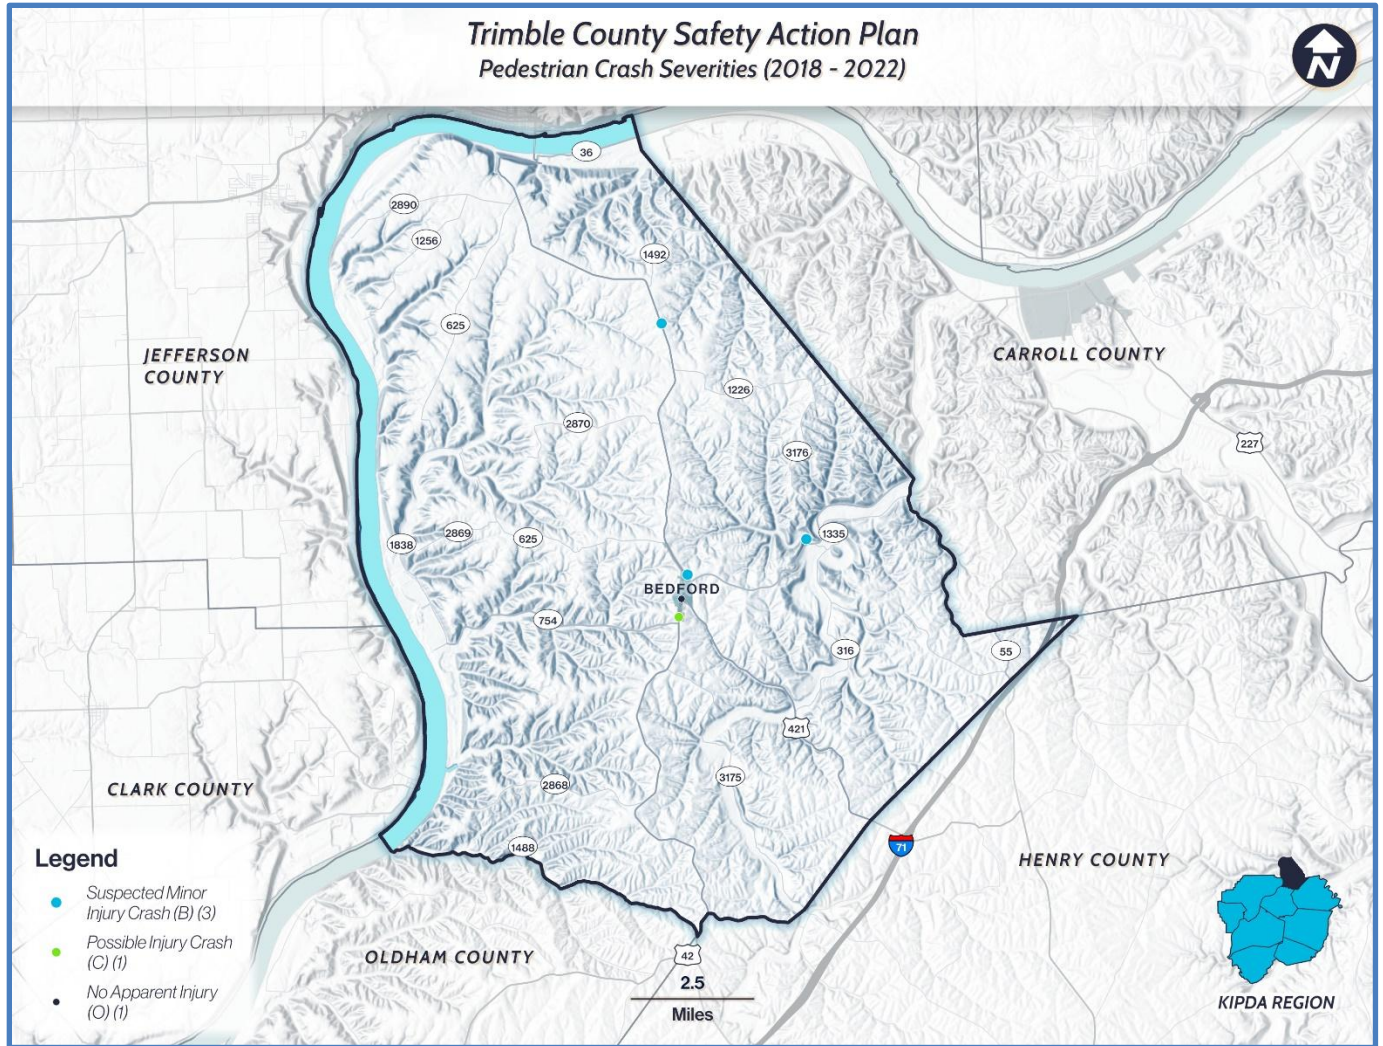 Trimble County Safety Action Plan
Pedestrian Crash Severities (2018 - 2022)
N
36
2890
1256
1492
625
JEFFERSON
COUNTY
CARROLL COUNTY
1226
2870
227
3176
2869
625
1838
1335
BEDFORD
754
316
55
421
3175
2868
CLARK COUNTY
1488
71
HENRY COUNTY
OLDHAM COUNTY
42
2.5
Miles
Legend
Suspected Minor
Injury Crash (B) (3)
Possible Injury Crash
(C) (1)
No Apparent Injury
(O) (1)
KIPDA REGION